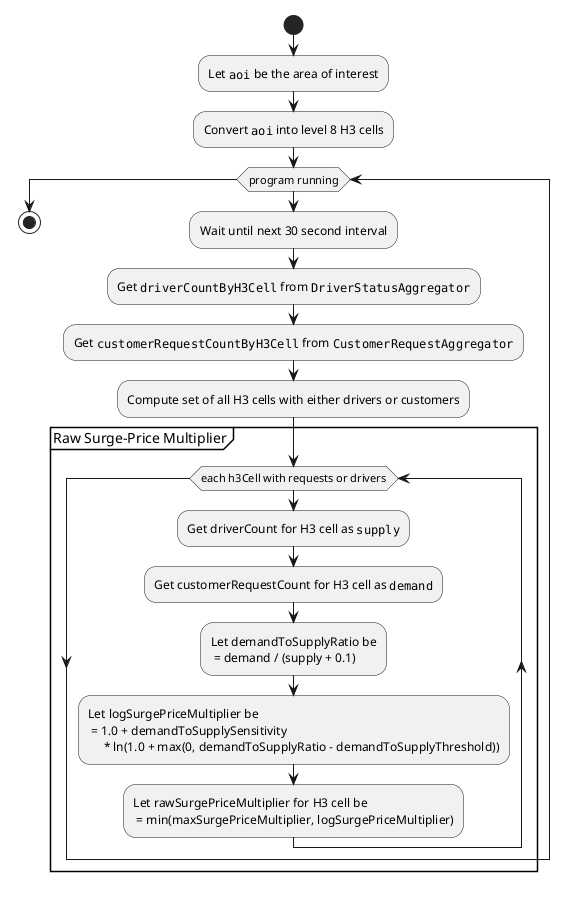 Let aoi be the area of interest
Convert aoi into level 8 H3 cells
program running
Wait until next 30 second interval
Get driverCountByH3Cell from DriverStatusAggregator
Get customerRequestCountByH3Cell from CustomerRequestAggregator
Compute set of all H3 cells with either drivers or customers
Raw Surge-Price Multiplier
each h3Cell with requests or drivers
Get driverCount for H3 cell as supply
Get customerRequestCount for H3 cell as demand
Let demandToSupplyRatio be
= demand / (supply + 0.1)
Let logSurgePriceMultiplier be
= 1.0 + demandToSupplySensitivity
* ln(1.0 + max(0, demandToSupplyRatio - demandToSupplyThreshold))
Let rawSurgePriceMultiplier for H3 cell be
= min(maxSurgePriceMultiplier, logSurgePriceMultiplier)